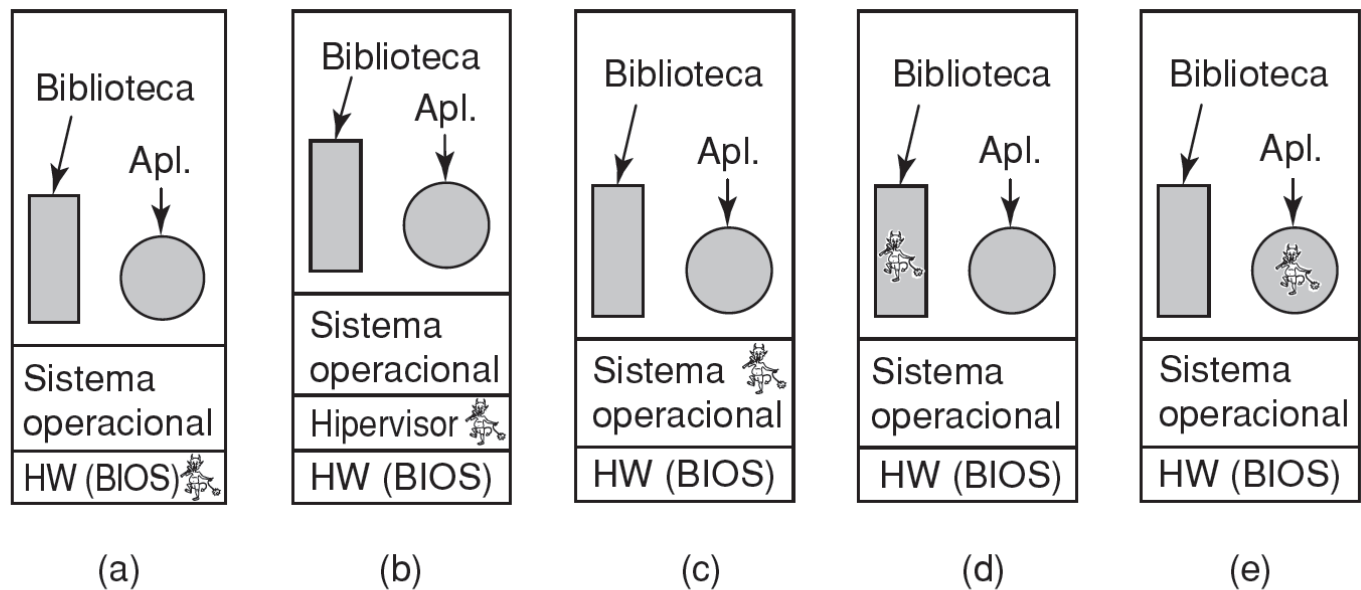 Biblioteca
Apl.
Sistema
operacional
HW (BIOS)
(a)
Biblioteca
Apl.
Sistema
operacional
Hipervisor
HW (BIOS)
(b)
Biblioteca
Apl.
Sistema
operacional
HW (BIOS)
(c)
Biblioteca
Apl.
Sistema
operacional
HW (BIOS)
(d)
Biblioteca
Apl.
Sistema
operacional
HW (BIOS)
(e)